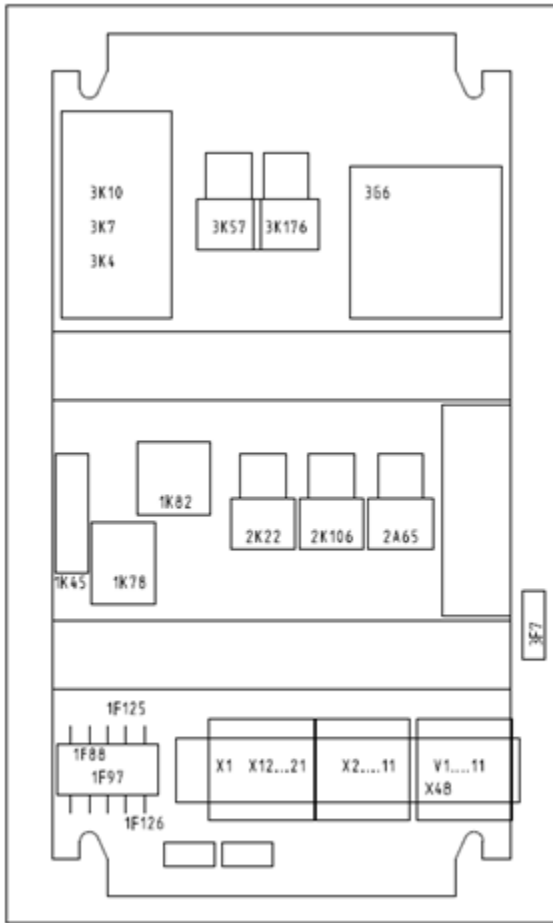 3K10
3K7
3K4
3K57
3K176
3G6
1K82
1K45
1K78
2K22
2K106
2A65
3F7
1F125
1F88
1F97
1F126
X1
X12....21
X2.....11
V1.....11
X48